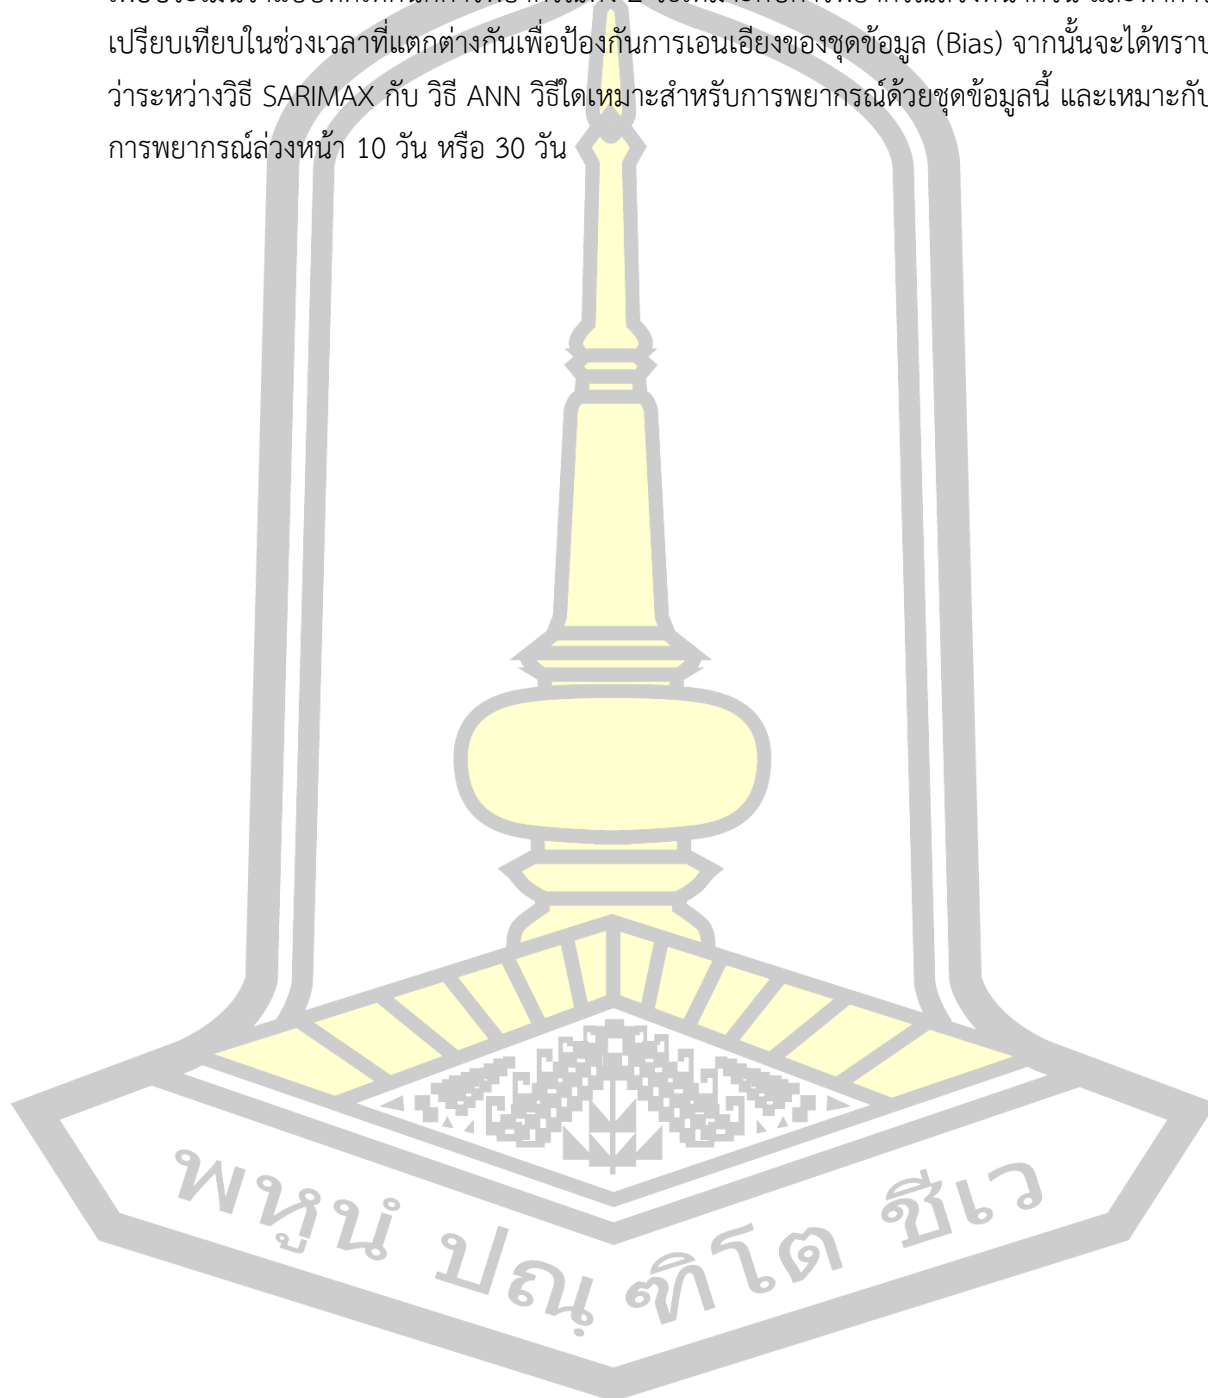 เปรียบเทียบในช่วงเวลาที่แตกต่างกันเพื่อป้องกันการเอนเอียงของชุดข้อมูล (Bias) จากนั้นจะได้ทราบ
ว่าระหว่างวิธี SARIMAX กับ วิธี ANN วิธีใดเหมาะสำหรับการพยากรณ์ด้วยชุดข้อมูลนี้ และเหมาะกับ
การพยากรณ์ล่วงหน้า 10 วัน หรือ 30 วัน
พหูนํ ปณฺฑิโต ชีเว